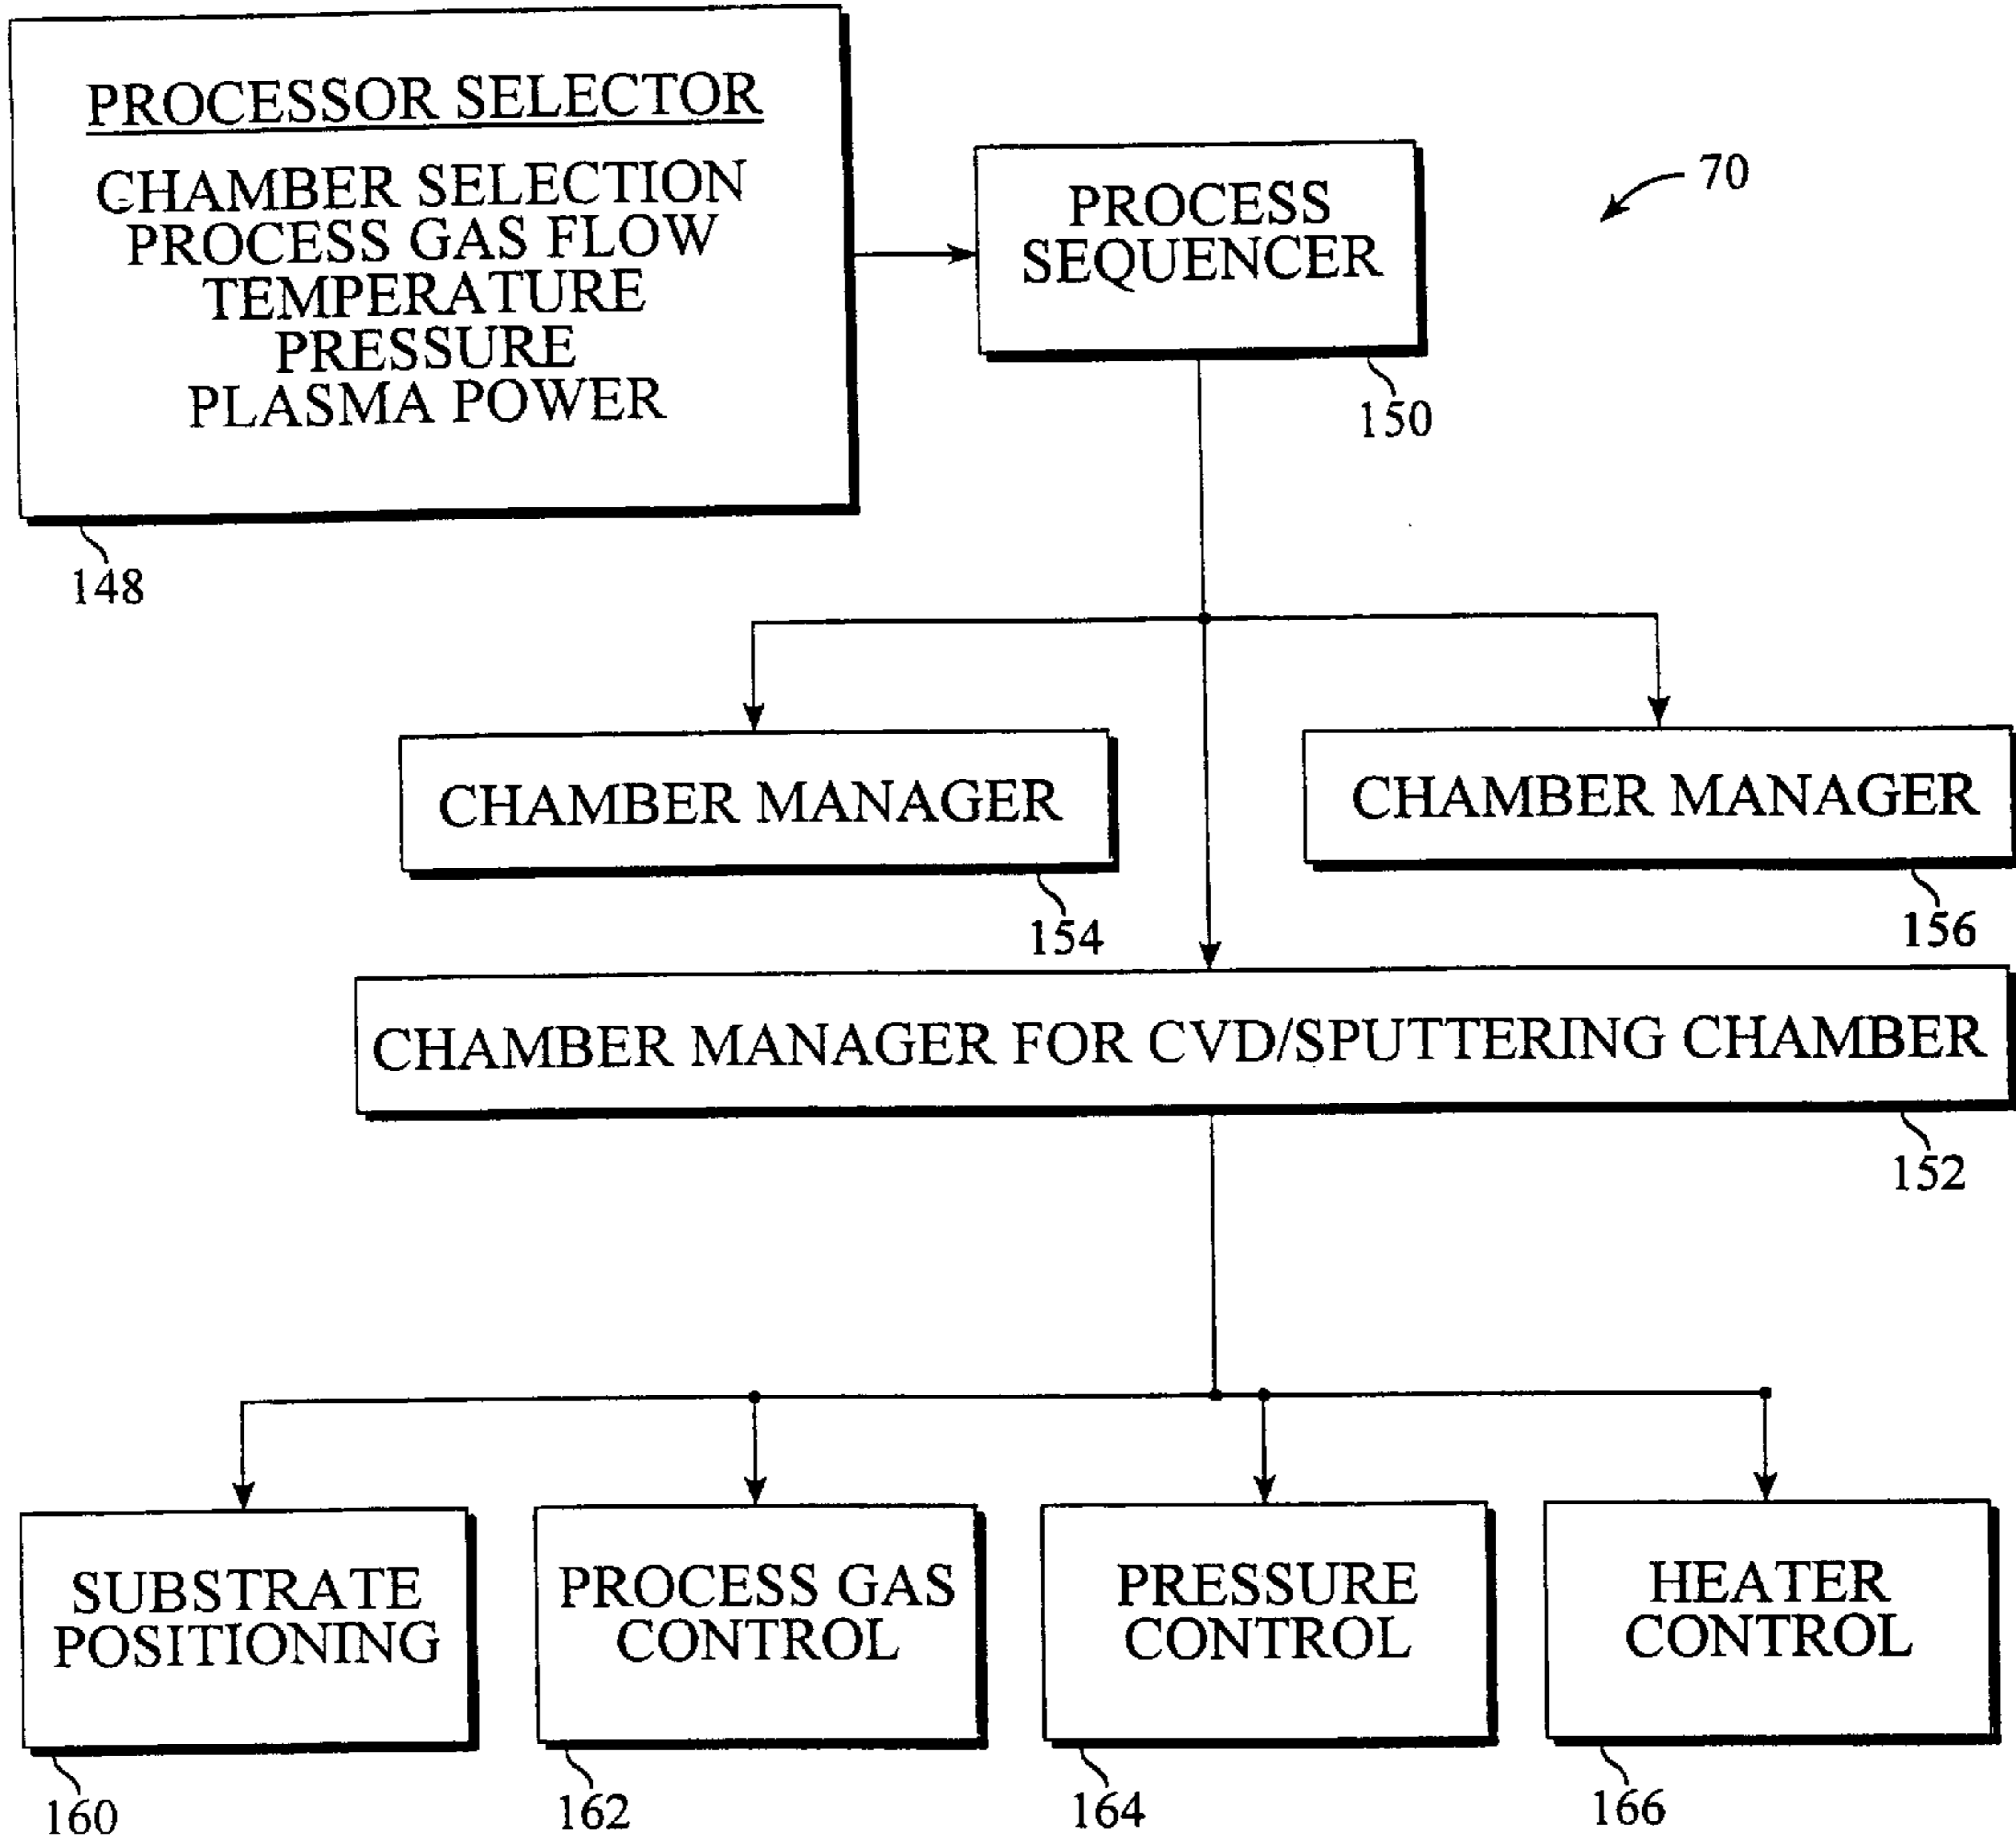 PROCESSOR SELECTOR
CHAMBER SELECTION
PROCESS GAS FLOW
TEMPERATURE
PRESSURE
PLASMA POWER
148
PROCESS
SEQUENCER
150
70
CHAMBER MANAGER
154
CHAMBER MANAGER
156
CHAMBER MANAGER FOR CVD/SPUTTERING CHAMBER
152
SUBSTRATE
POSITIONING
160
PROCESS GAS
CONTROL
162
PRESSURE
CONTROL
164
HEATER
CONTROL
166